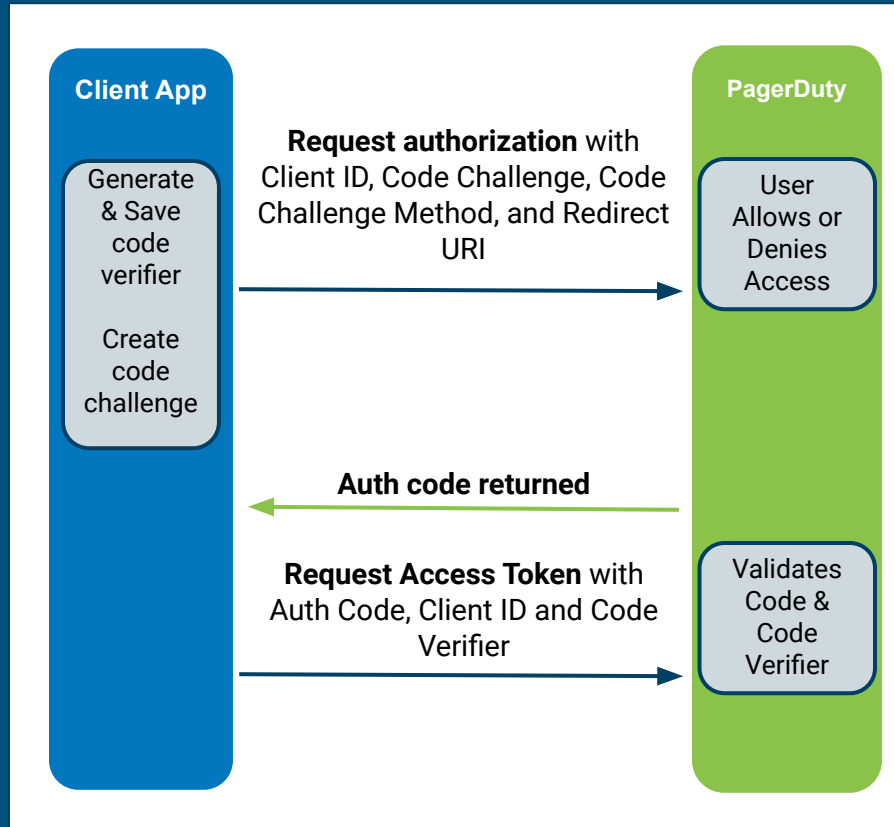 Client App
PagerDuty
Generate
& Save
code
verifier
Create
code
challenge
Request authorization with
Client ID, Code Challenge, Code
Challenge Method, and Redirect
URI
User
Allows or
Denies
Access
Auth code returned
Request Access Token with
Auth Code, Client ID and Code
Verifier
Validates
Code &
Code
Verifier